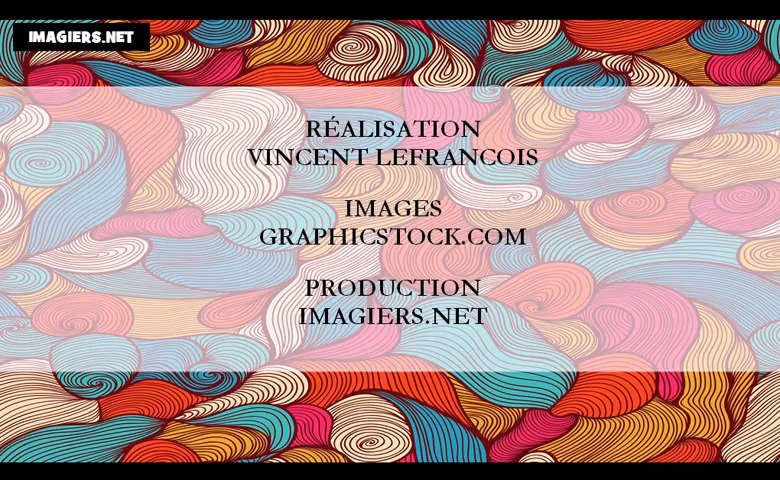 IMAGIERS.NET
RÉALISATION
VINCENT LEFRANCOIS
IMAGES
GRAPHICSTOCK.COM
PRODUCTION
IMAGIERS.NET